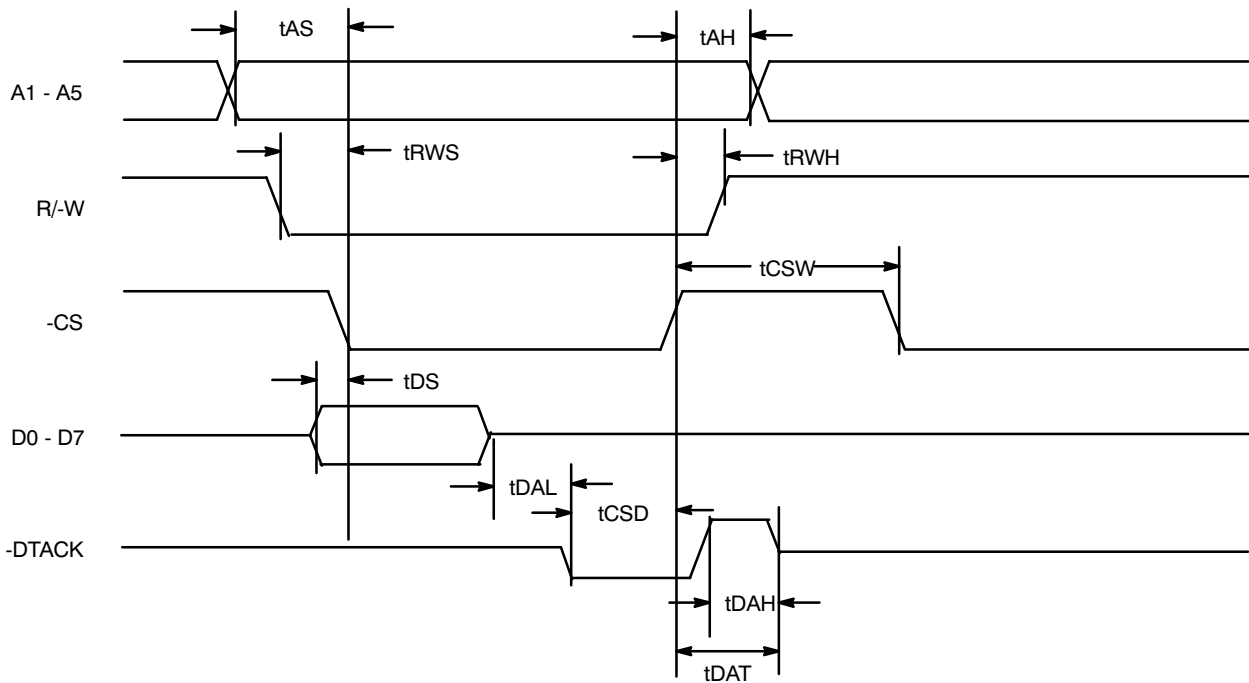 tAS
tAH
A1 - A5
tRWS
tRWH
R/-W
tCSW
-CS
tDS
D0 - D7
tDAL
tCSD
-DTACK
tDAH
tDAT